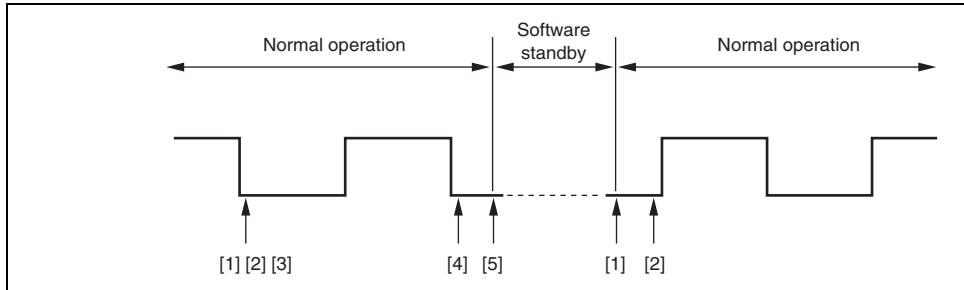 Normal operation
Software
standby
Normal operation
[1] [2] [3]
[4]
[5]
[1]
[2]